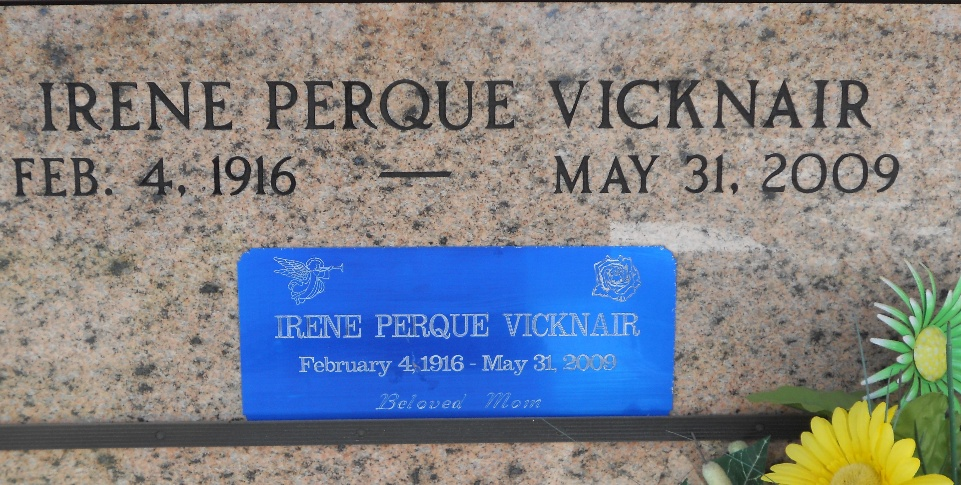 IRENE PERQUE VICKNAIR
FEB. 4, 1916 — MAY 31, 2009
IRENE PERQUE VICKNAIR
February 4, 1916 - May 31, 2009
Beloved Mom